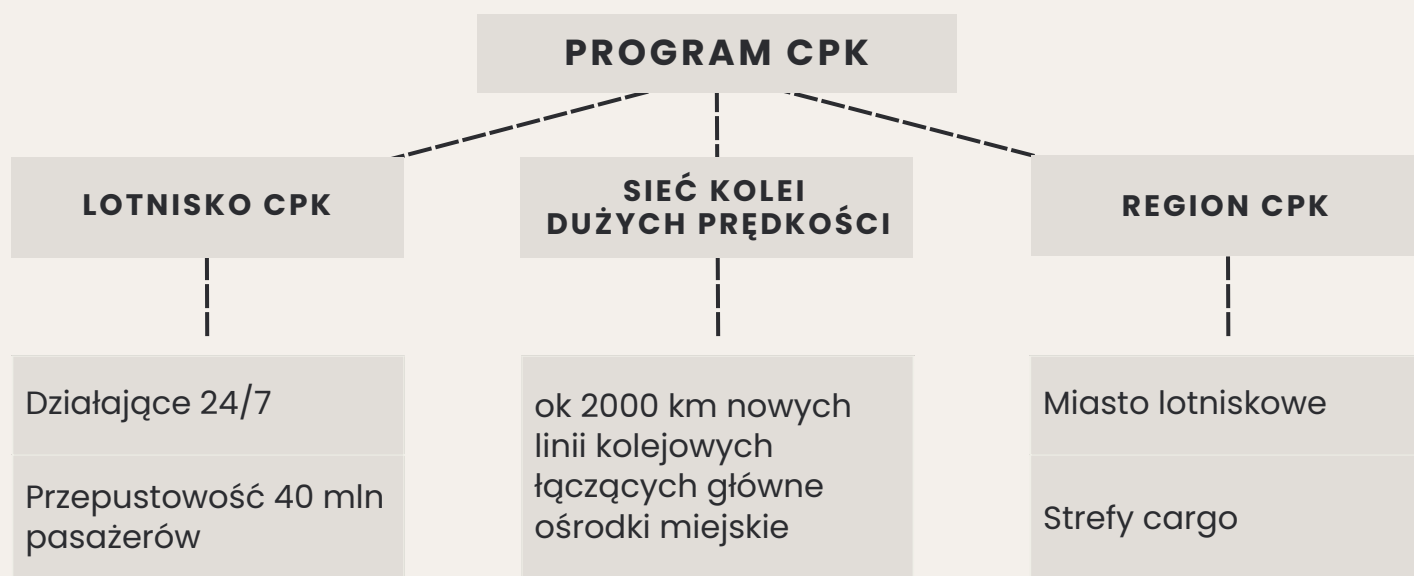 PROGRAM CPK
LOTNISKO CPK
SIEĆ KOLEI
DUŻYCH PRĘDKOŚCI
REGION CPK
Działające 24/7
Przepustowość 40 mln
pasażerów
ok 2000 km nowych
linii kolejowych
łączących główne
ośrodki miejskie
Miasto lotniskowe
Strefy cargo